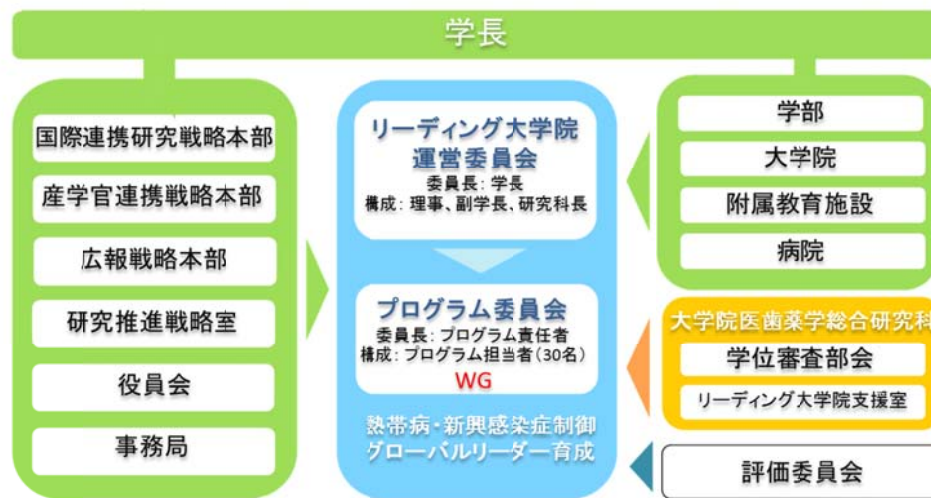 学長
国際連携研究戦略本部
産学官連携戦略本部
広報戦略本部
研究推進戦略室
役員会
事務局
リーディング大学院
運営委員会
委員長：学長
構成：理事、副学長、研究科長
プログラム委員会
委員長：プログラム責任者
構成：プログラム担当者（30名）
WG
熱帯病・新興感染症制御
グローバルリーダー育成
学部
大学院
附属教育施設
病院
大学院医歯薬学総合研究科
学位審査部会
リーディング大学院支援室
評価委員会